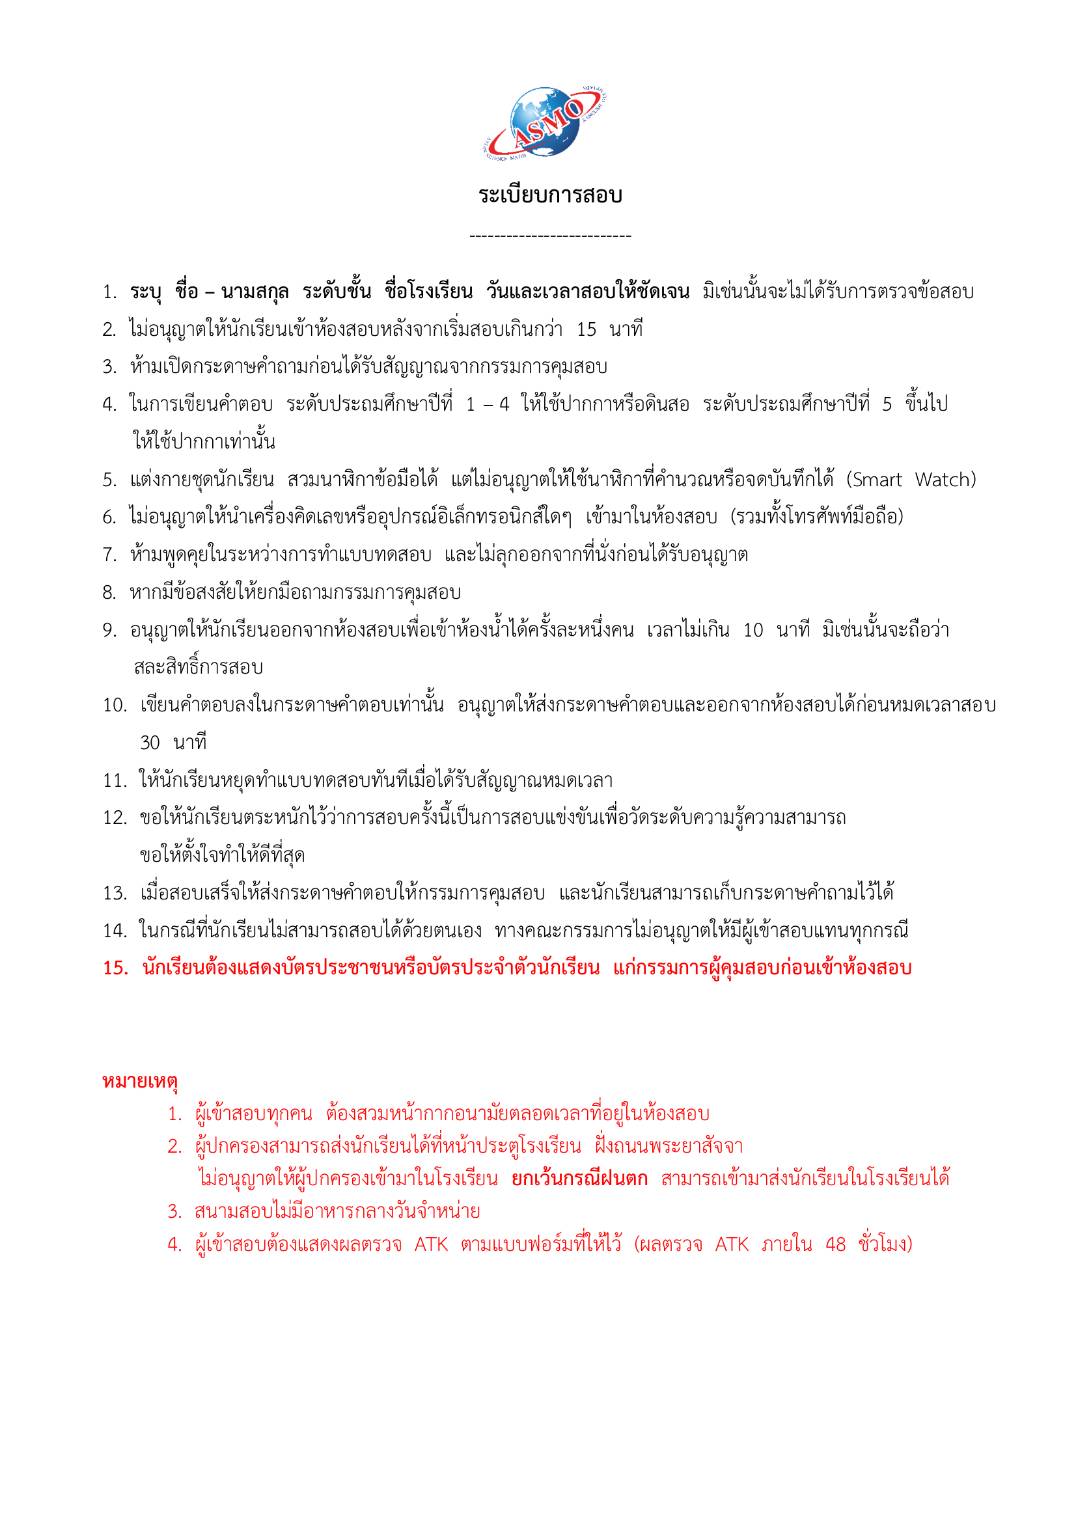 ASMO
ระเบียบการสอบ
--------------------------
1. ระบุ ชื่อ – นามสกุล ระดับชั้น ชื่อโรงเรียน วันและเวลาสอบให้ชัดเจน มิเช่นนั้นจะไม่ได้รับการตรวจข้อสอบ
2. ไม่อนุญาตให้นักเรียนเข้าห้องสอบหลังจากเริ่มสอบเกินกว่า 15 นาที
3. ห้ามเปิดกระดาษคำถามก่อนได้รับสัญญาณจากกรรมการคุมสอบ
4. ในการเขียนคำตอบ ระดับประถมศึกษาปีที่ 1 – 4 ให้ใช้ปากกาหรือดินสอ ระดับประถมศึกษาปีที่ 5 ขึ้นไป
ให้ใช้ปากกาเท่านั้น
5. แต่งกายชุดนักเรียน สวมนาฬิกาข้อมือได้ แต่ไม่อนุญาตให้ใช้นาฬิกาที่คำนวณหรือจดบันทึกได้ (Smart Watch)
6. ไม่อนุญาตให้นำเครื่องคิดเลขหรืออุปกรณ์อิเล็กทรอนิกส์ใดๆ เข้ามาในห้องสอบ (รวมทั้งโทรศัพท์มือถือ)
7. ห้ามพูดคุยในระหว่างการทำแบบทดสอบ และไม่ลุกออกจากที่นั่งก่อนได้รับอนุญาต
8. หากมีข้อสงสัยให้ยกมือถามกรรมการคุมสอบ
9. อนุญาตให้นักเรียนออกจากห้องสอบเพื่อเข้าห้องน้ำได้ครั้งละหนึ่งคน เวลาไม่เกิน 10 นาที มิเช่นนั้นจะถือว่า
สละสิทธิ์การสอบ
10. เขียนคำตอบลงในกระดาษคำตอบเท่านั้น อนุญาตให้ส่งกระดาษคำตอบและออกจากห้องสอบได้ก่อนหมดเวลาสอบ
30 นาที
11. ให้นักเรียนหยุดทำแบบทดสอบทันทีเมื่อได้รับสัญญาณหมดเวลา
12. ขอให้นักเรียนตระหนักไว้ว่าการสอบครั้งนี้เป็นการสอบแข่งขันเพื่อวัดระดับความรู้ความสามารถ
ขอให้ตั้งใจทำให้ดีที่สุด
13. เมื่อสอบเสร็จให้ส่งกระดาษคำตอบให้กรรมการคุมสอบ และนักเรียนสามารถเก็บกระดาษคำถามไว้ได้
14. ในกรณีที่นักเรียนไม่สามารถสอบได้ด้วยตนเอง ทางคณะกรรมการไม่อนุญาตให้มีผู้เข้าสอบแทนทุกกรณี
15. นักเรียนต้องแสดงบัตรประชาชนหรือบัตรประจำตัวนักเรียน แก่กรรมการผู้คุมสอบก่อนเข้าห้องสอบ
หมายเหตุ
1. ผู้เข้าสอบทุกคน ต้องสวมหน้ากากอนามัยตลอดเวลาที่อยู่ในห้องสอบ
2. ผู้ปกครองสามารถส่งนักเรียนได้ที่หน้าประตูโรงเรียน ฝั่งถนนพระยาสัจจา
ไม่อนุญาตให้ผู้ปกครองเข้ามาในโรงเรียน ยกเว้นกรณีฝนตก สามารถเข้ามาส่งนักเรียนในโรงเรียนได้
3. สนามสอบไม่มีอาหารกลางวันจำหน่าย
4. ผู้เข้าสอบต้องแสดงผลตรวจ ATK ตามแบบฟอร์มที่ให้ไว้ (ผลตรวจ ATK ภายใน 48 ชั่วโมง)